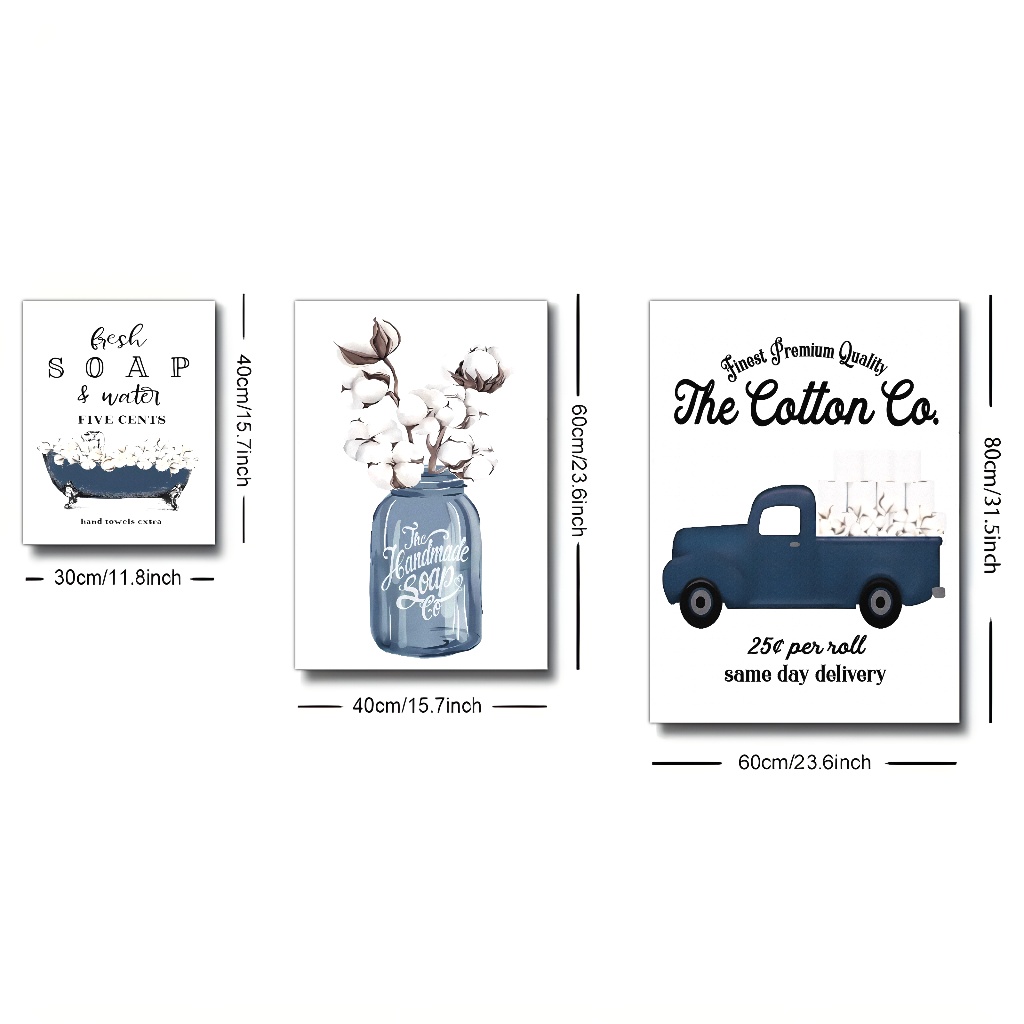 fresh
SOAP
& water
FIVE CENTS
hand towels extra
40cm/15.7inch
30cm/11.8inch
The
Handmade
Soap
Co
60cm/23.6inch
40cm/15.7inch
Finest Premium Quality
The Cotton Co.
25¢ per roll
same day delivery
80cm/31.5inch
60cm/23.6inch